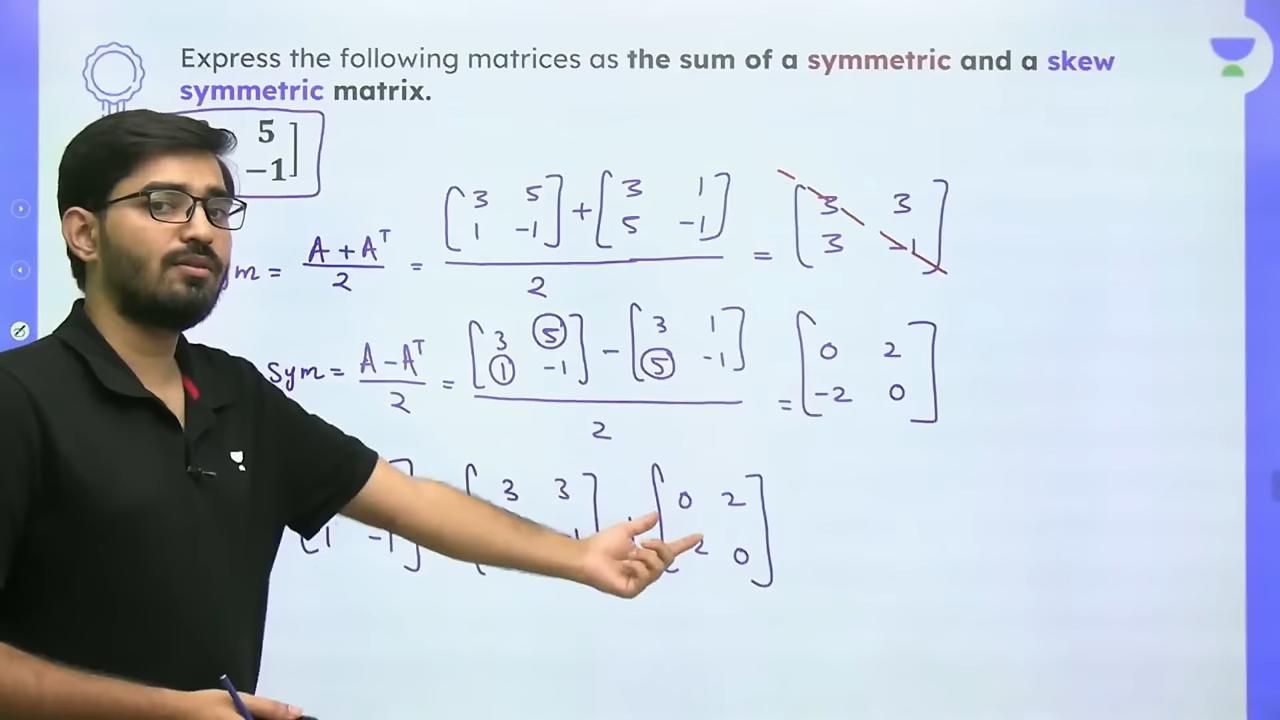 Express the following matrices as the sum of a symmetric and a skew
symmetric matrix.
5
-1
m = A + Aᵀ / 2 = [3 5; 1 -1] + [3 1; 5 -1] / 2 = [3 3; 3 -1]
Sym = A - Aᵀ / 2 = [3 5; 1 -1] - [3 1; 5 -1] / 2 = [0 2; -2 0]
3 3 0 2
1 -1 2 0